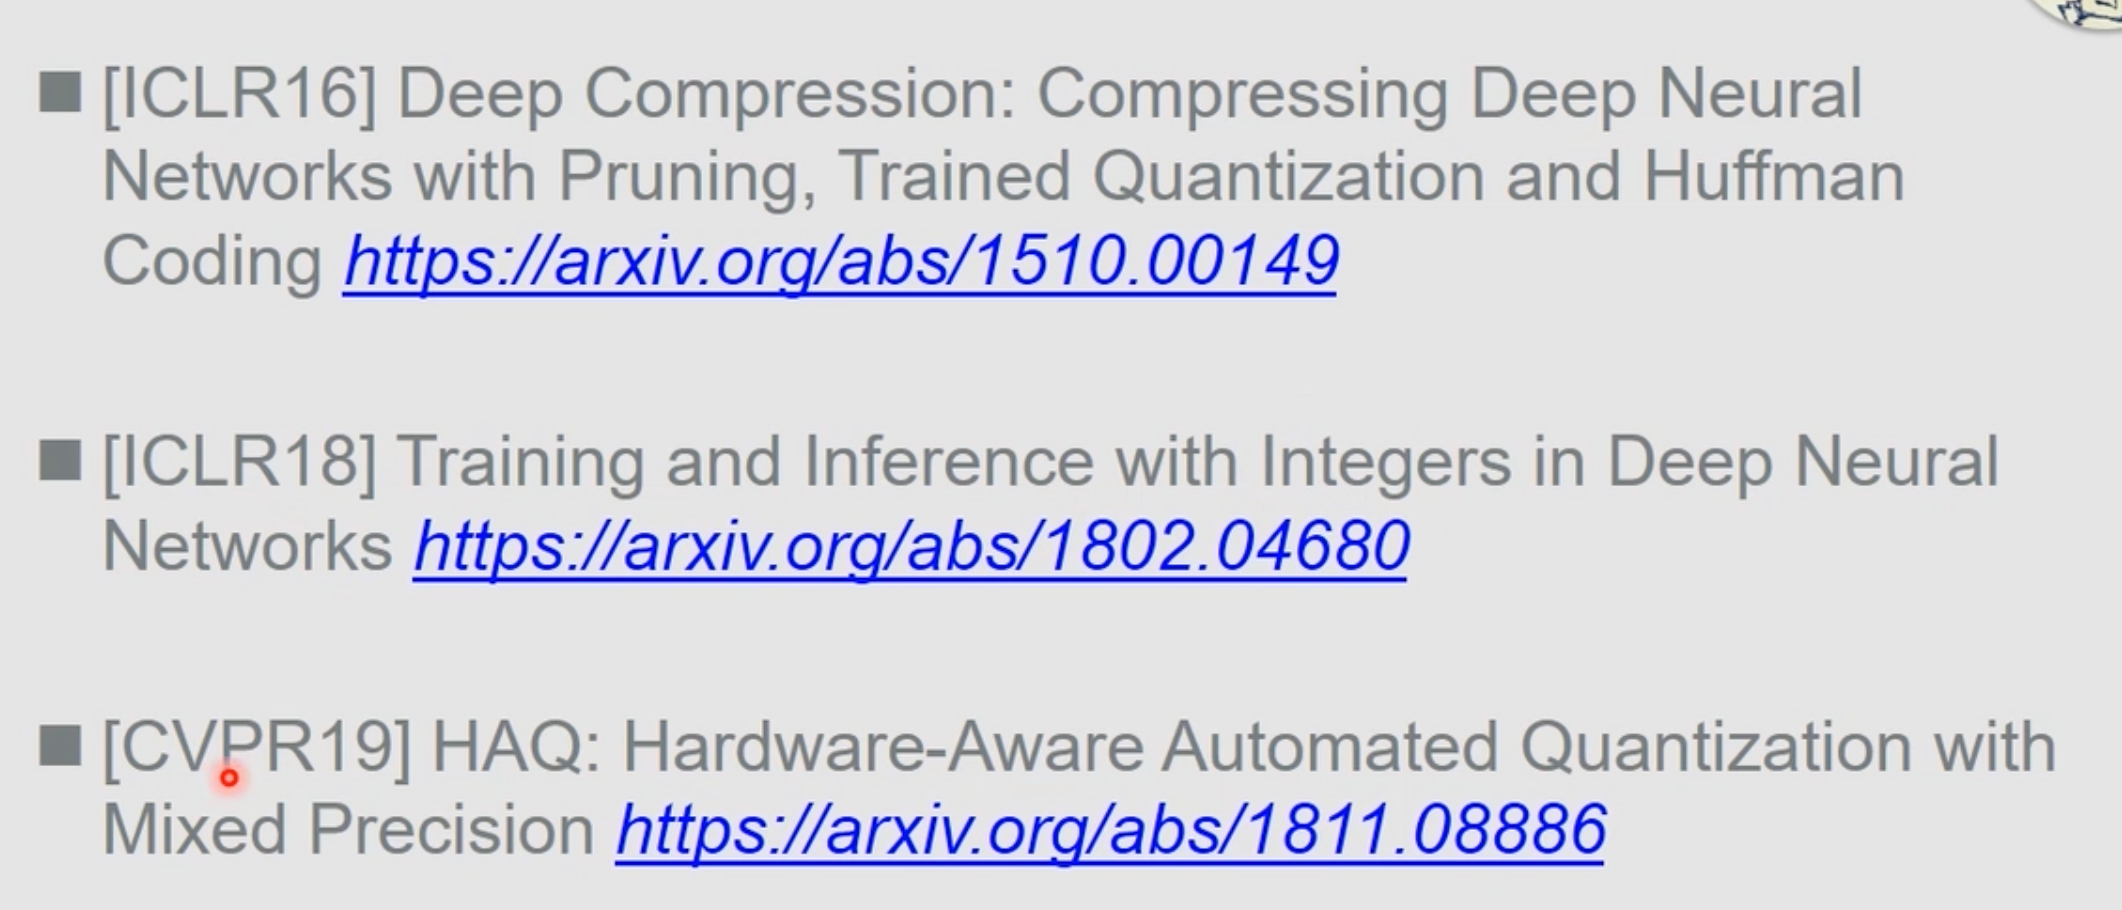 [ICLR16] Deep Compression: Compressing Deep Neural
Networks with Pruning, Trained Quantization and Huffman
Coding https://arxiv.org/abs/1510.00149
[ICLR18] Training and Inference with Integers in Deep Neural
Networks https://arxiv.org/abs/1802.04680
[CVPR19] HAQ: Hardware-Aware Automated Quantization with
Mixed Precision https://arxiv.org/abs/1811.08886